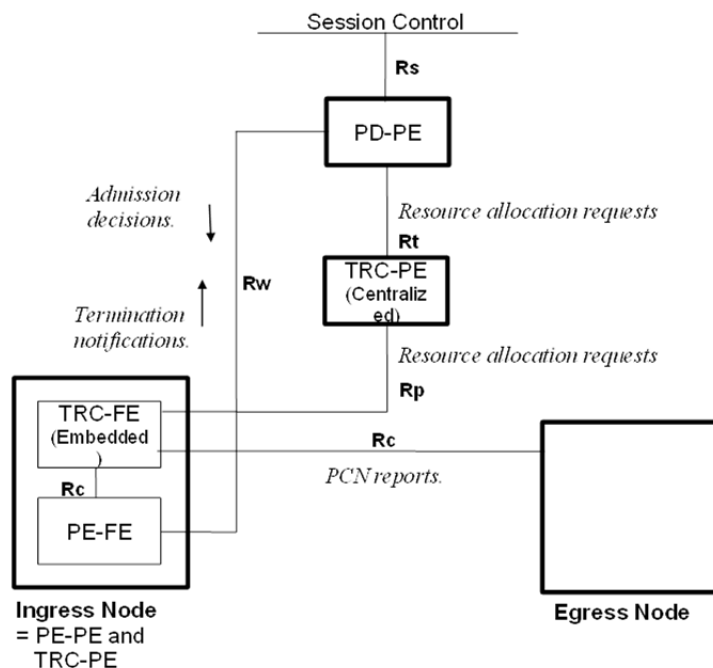 Session Control
Rs
PD-PE
Admission
decisions.
Resource allocation requests
Rt
TRC-PE
(Centraliz
ed)
Rw
Termination
notifications.
Resource allocation requests
Rp
TRC-FE
(Embedded
)
Rc
PCN reports.
Rc
PE-FE
Ingress Node
= PE-PE and
TRC-PE
Egress Node